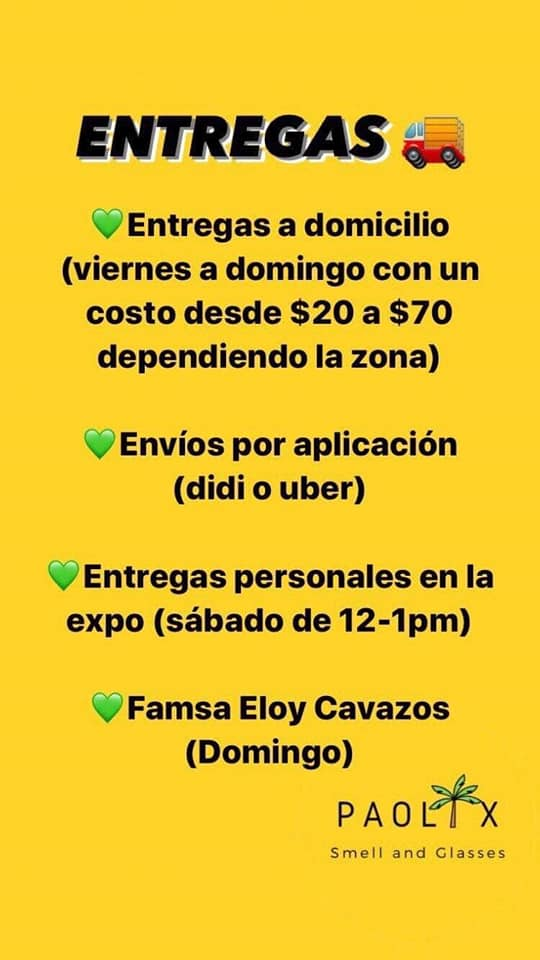 ENTREGAS 🚚
💚Entregas a domicilio
(viernes a domingo con un
costo desde $20 a $70
dependiendo la zona)
💚Envíos por aplicación
(didi o uber)
💚Entregas personales en la
expo (sábado de 12-1pm)
💚Famsa Eloy Cavazos
(Domingo)
PAOLIX
Smell and Glasses